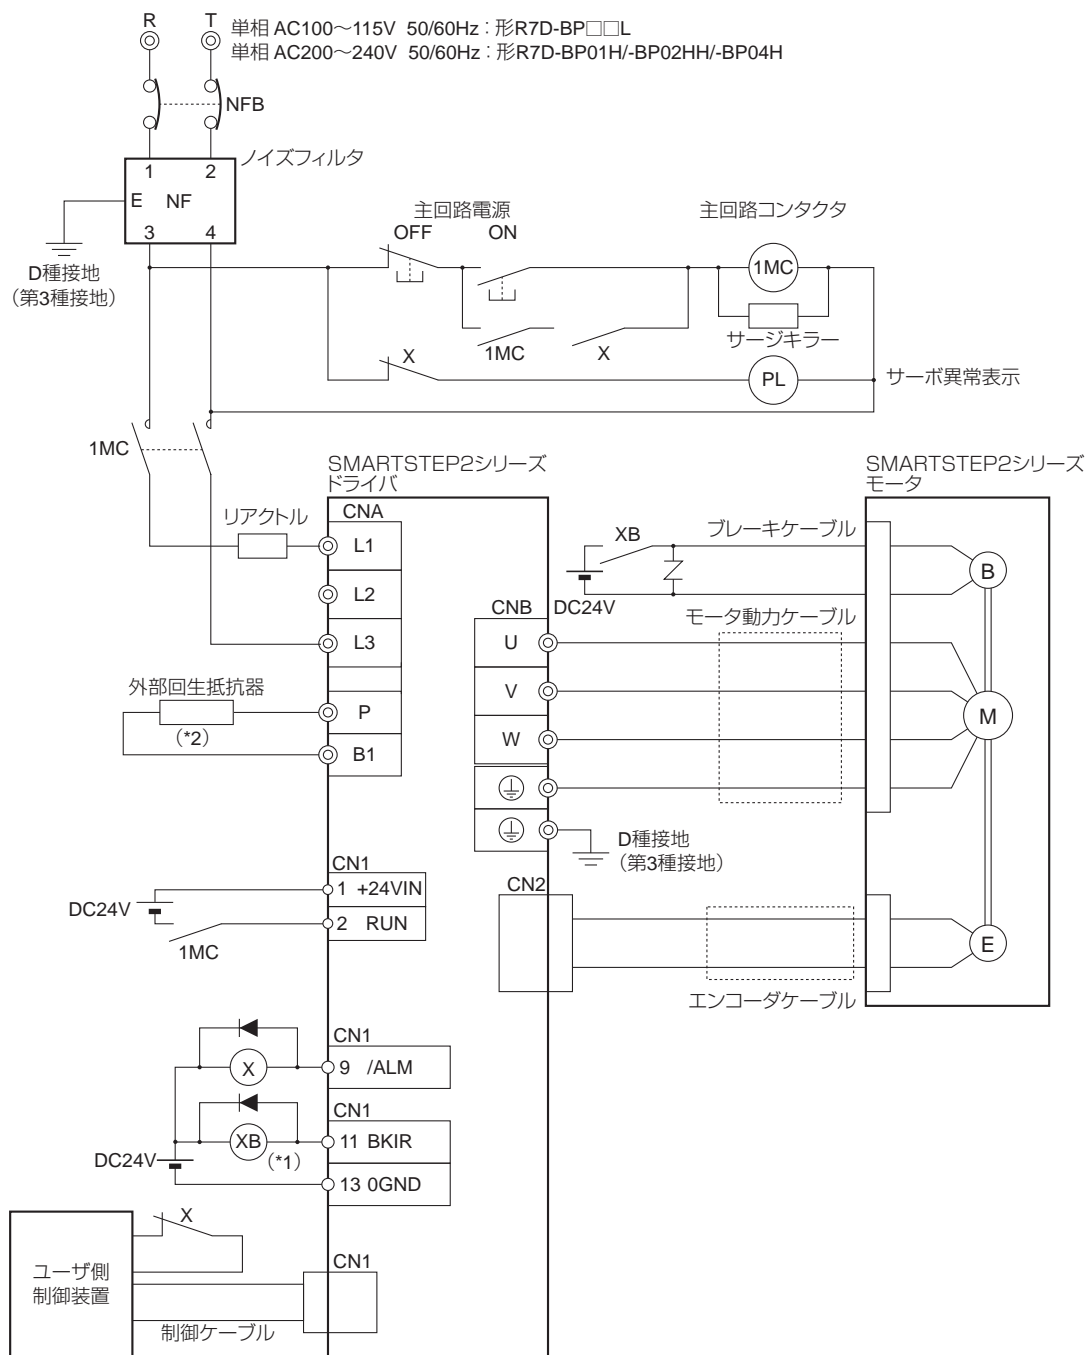 R
T
単相 AC100～115V 50/60Hz：形R7D-BP□□L
単相 AC200～240V 50/60Hz：形R7D-BP01H/-BP02HH/-BP04H
NFB
ノイズフィルタ
1
2
E
NF
3
4
D種接地
（第3種接地）
主回路電源
OFF
ON
主回路コンタクタ
1MC
サージキラー
1MC
X
X
PL
サーボ異常表示
1MC
SMARTSTEP2シリーズ
ドライバ
SMARTSTEP2シリーズ
モータ
リアクトル
CNA
L1
L2
L3
外部回生抵抗器
（*2）
P
B1
XB
ブレーキケーブル
DC24V
B
CNB
モータ動力ケーブル
U
V
W
M
D種接地
（第3種接地）
CN1
1 +24VIN
2 RUN
DC24V
1MC
CN2
E
エンコーダケーブル
CN1
X
9 /ALM
CN1
XB
（*1）
11 BKIR
DC24V
13 0GND
X
ユーザ側
制御装置
CN1
制御ケーブル